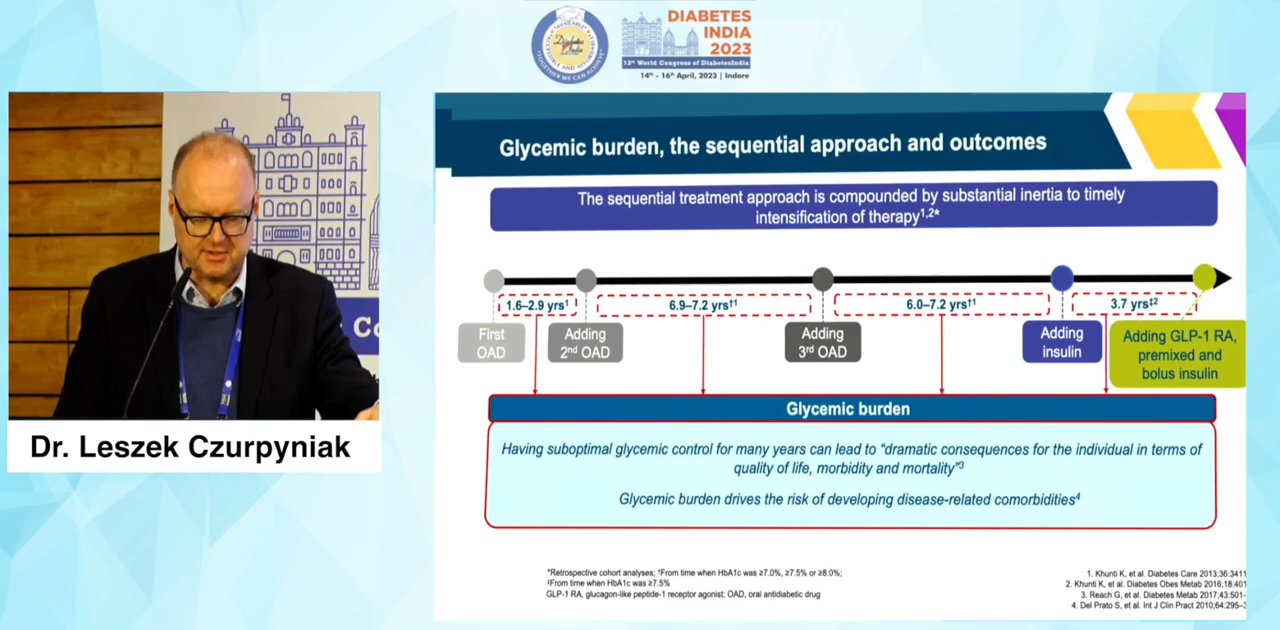 DIABETES
INDIA
2023
13th World Congress of DiabetesIndia
14th - 16th April, 2023 | Indore
Glycemic burden, the sequential approach and outcomes
The sequential treatment approach is compounded by substantial inertia to timely
intensification of therapy1,2*
1.6–2.9 yrs1
6.9–7.2 yrs†1
6.0–7.2 yrs†1
3.7 yrs‡2
First
OAD
Adding
2nd OAD
Adding
3rd OAD
Adding
insulin
Adding GLP-1 RA,
premixed and
bolus insulin
Glycemic burden
Having suboptimal glycemic control for many years can lead to “dramatic consequences for the individual in terms of
quality of life, morbidity and mortality”3
Glycemic burden drives the risk of developing disease-related comorbidities4
*Retrospective cohort analyses; †From time when HbA1c was ≥7.0%, ≥7.5% or ≥8.0%;
‡From time when HbA1c was ≥7.5%
GLP-1 RA, glucagon-like peptide-1 receptor agonist; OAD, oral antidiabetic drug
1. Khunti K, et al. Diabetes Care 2013;36:3411
2. Khunti K, et al. Diabetes Obes Metab 2016;18:401
3. Reach G, et al. Diabetes Metab 2017;43:501-
4. Del Prato S, et al. Int J Clin Pract 2010;64:295–
Dr. Leszek Czurpyniak